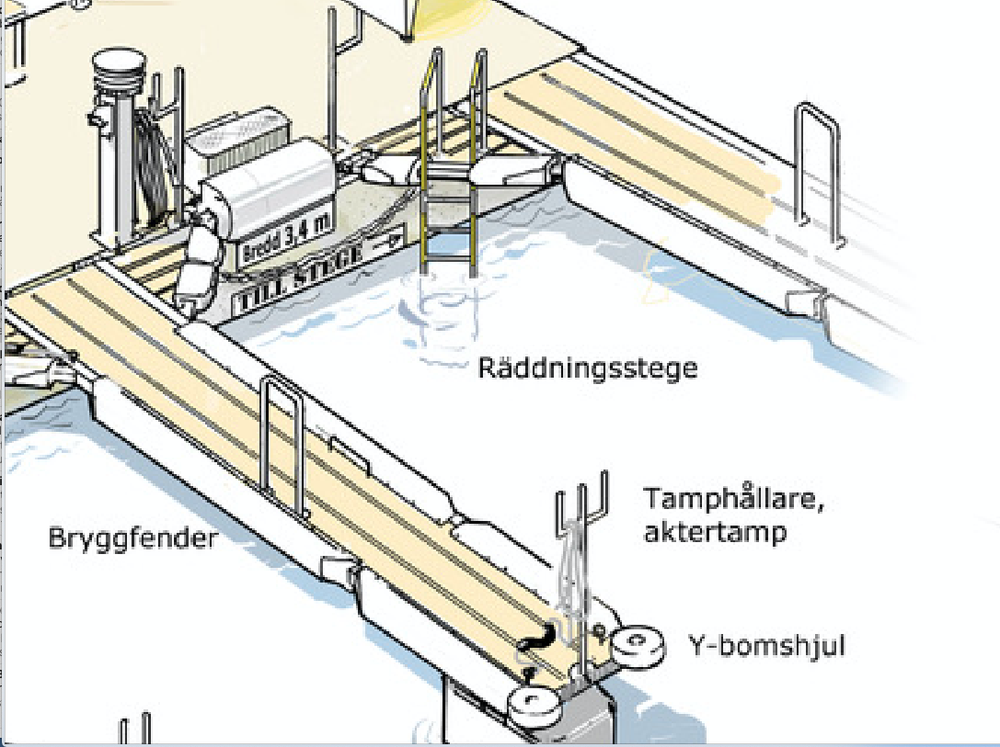 Bredd 3,4 m
TILL STEGE
Räddningsstege
Tamphållare,
aktertamp
Bryggfender
Y-bomshjul